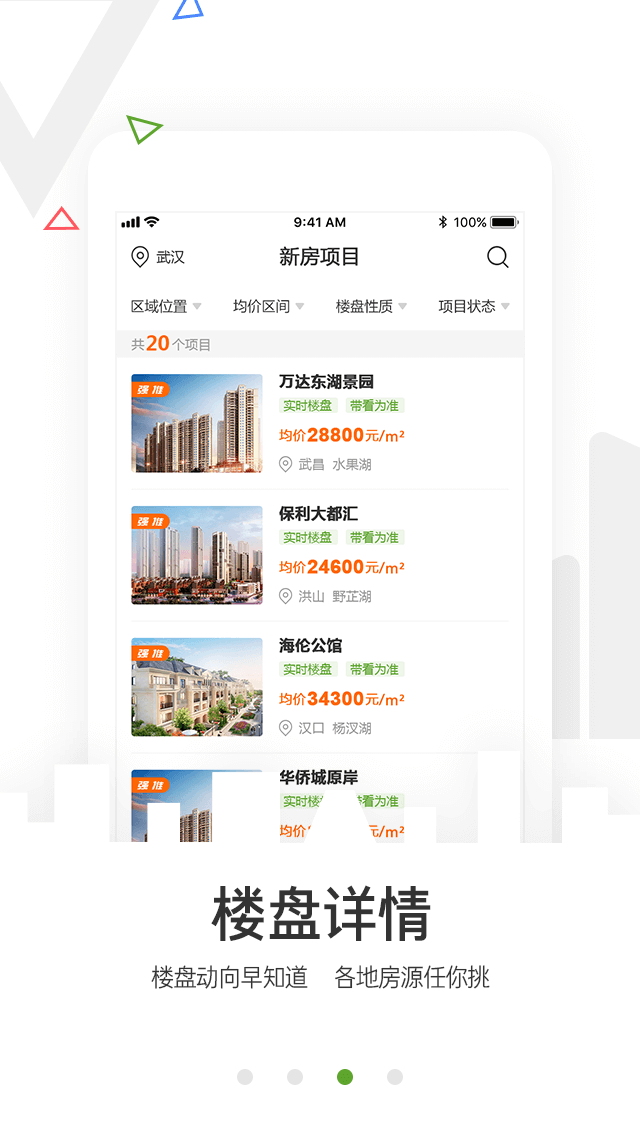 9:41 AM 100%
武汉 新房项目
区域位置 均价区间 楼盘性质 项目状态
共20个项目
强推
万达东湖景园
实时楼盘 带看为准
均价28800元/m²
武昌 水果湖
强推
保利大都汇
实时楼盘 带看为准
均价24600元/m²
洪山 野芷湖
强推
海伦公馆
实时楼盘 带看为准
均价34300元/m²
汉口 杨汊湖
强推
华侨城原岸
实时楼 带看为准
均价 元/m²
楼盘详情
楼盘动向早知道 各地房源任你挑